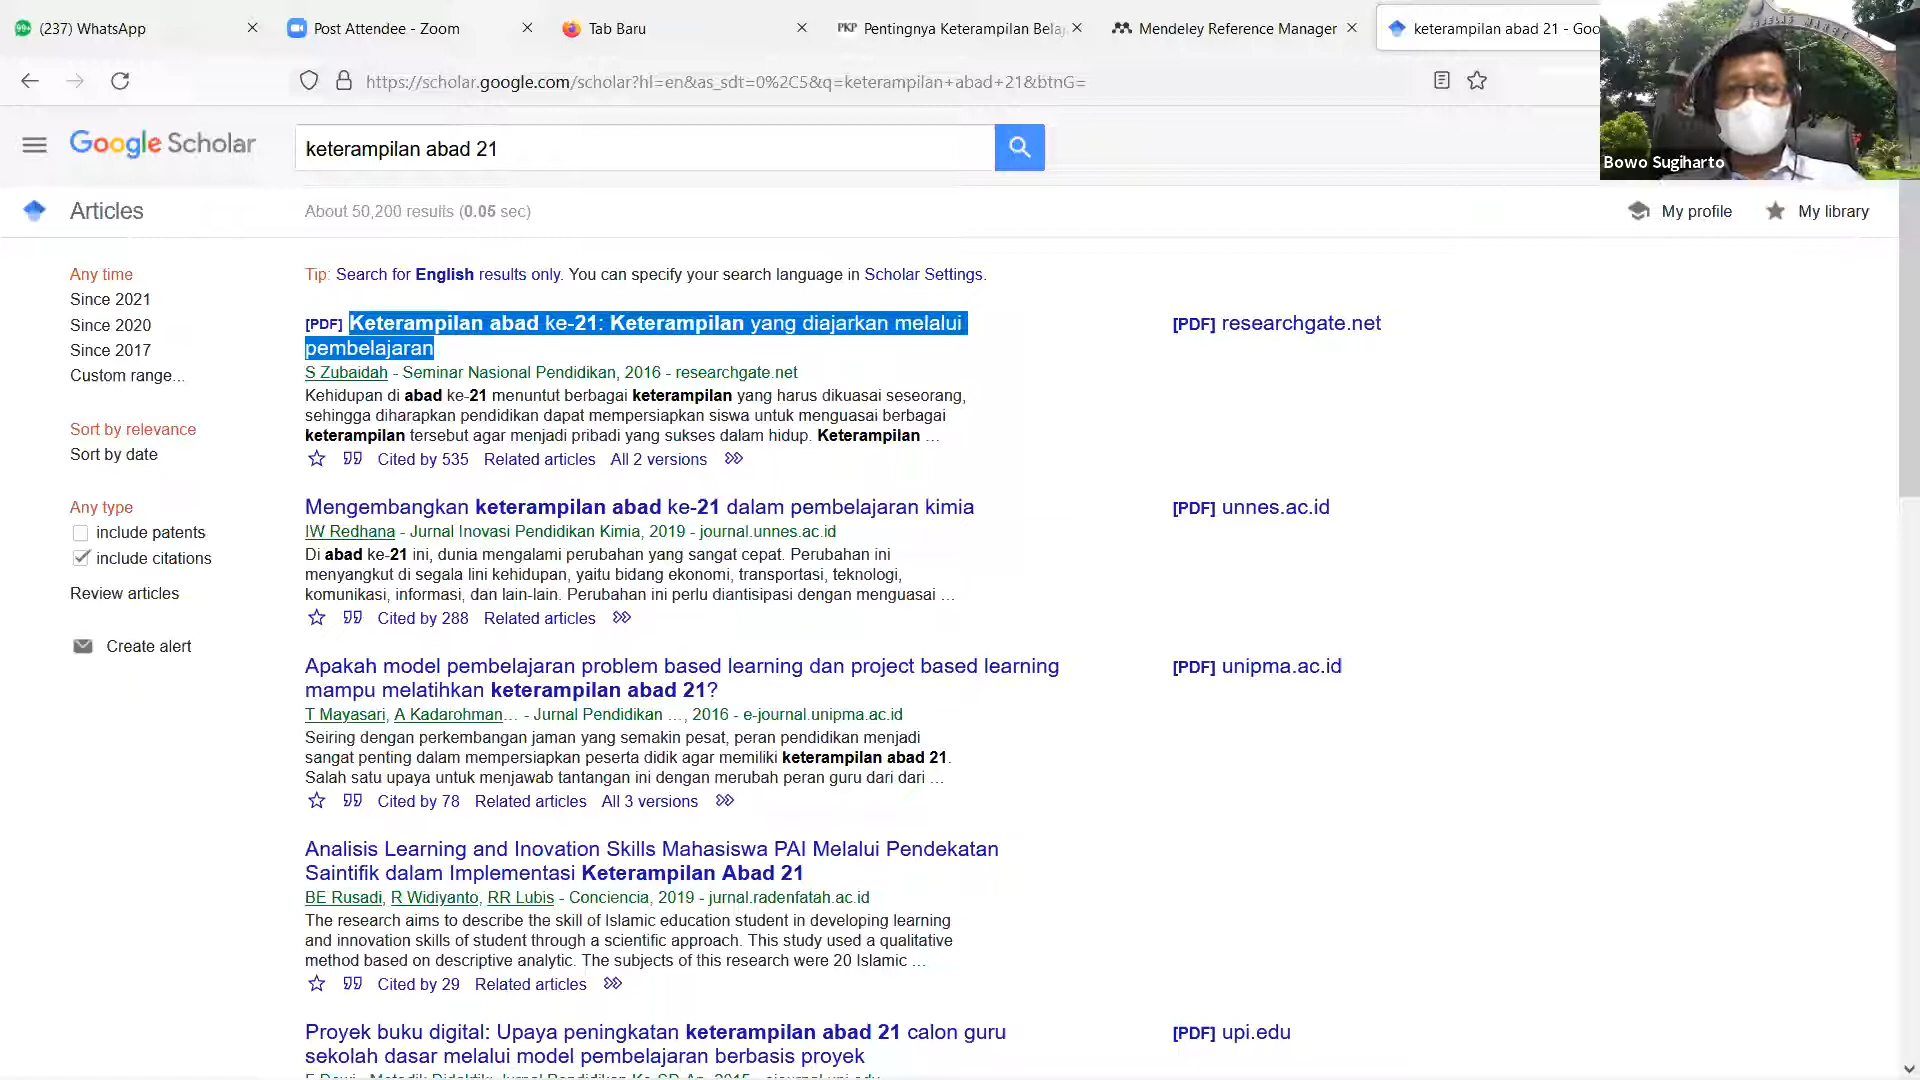 (237) WhatsApp
Post Attendee - Zoom
Tab Baru
PKP Pentingnya Keterampilan Bela
Mendeley Reference Manager
keterampilan abad 21 - Goo
https://scholar.google.com/scholar?hl=en&as_sdt=0%2C5&q=keterampilan+abad+21&btnG=
Google Scholar
keterampilan abad 21
Bowo Sugiharto
Articles
About 50,200 results (0.05 sec)
My profile
My library
Any time
Since 2021
Since 2020
Since 2017
Custom range...
Sort by relevance
Sort by date
Any type
include patents
include citations
Review articles
Create alert
Tip: Search for English results only. You can specify your search language in Scholar Settings.
[PDF] Keterampilan abad ke-21: Keterampilan yang diajarkan melalui
pembelajaran
S Zubaidah - Seminar Nasional Pendidikan, 2016 - researchgate.net
Kehidupan di abad ke-21 menuntut berbagai keterampilan yang harus dikuasai seseorang,
sehingga diharapkan pendidikan dapat mempersiapkan siswa untuk menguasai berbagai
keterampilan tersebut agar menjadi pribadi yang sukses dalam hidup. Keterampilan ...
Cited by 535 Related articles All 2 versions
[PDF] researchgate.net
Mengembangkan keterampilan abad ke-21 dalam pembelajaran kimia
IW Redhana - Jurnal Inovasi Pendidikan Kimia, 2019 - journal.unnes.ac.id
Di abad ke-21 ini, dunia mengalami perubahan yang sangat cepat. Perubahan ini
menyangkut di segala lini kehidupan, yaitu bidang ekonomi, transportasi, teknologi,
komunikasi, informasi, dan lain-lain. Perubahan ini perlu diantisipasi dengan menguasai ...
Cited by 288 Related articles
[PDF] unnes.ac.id
Apakah model pembelajaran problem based learning dan project based learning
mampu melatihkan keterampilan abad 21?
T Mayasari, A Kadarohman... - Jurnal Pendidikan ..., 2016 - e-journal.unipma.ac.id
Seiring dengan perkembangan jaman yang semakin pesat, peran pendidikan menjadi
sangat penting dalam mempersiapkan peserta didik agar memiliki keterampilan abad 21.
Salah satu upaya untuk menjawab tantangan ini dengan merubah peran guru dari dari ...
Cited by 78 Related articles All 3 versions
[PDF] unipma.ac.id
Analisis Learning and Inovation Skills Mahasiswa PAI Melalui Pendekatan
Saintifik dalam Implementasi Keterampilan Abad 21
BE Rusadi, R Widiyanto, RR Lubis - Conciencia, 2019 - jurnal.radenfatah.ac.id
The research aims to describe the skill of Islamic education student in developing learning
and innovation skills of student through a scientific approach. This study used a qualitative
method based on descriptive analytic. The subjects of this research were 20 Islamic ...
Cited by 29 Related articles
Proyek buku digital: Upaya peningkatan keterampilan abad 21 calon guru
sekolah dasar melalui model pembelajaran berbasis proyek
[PDF] upi.edu